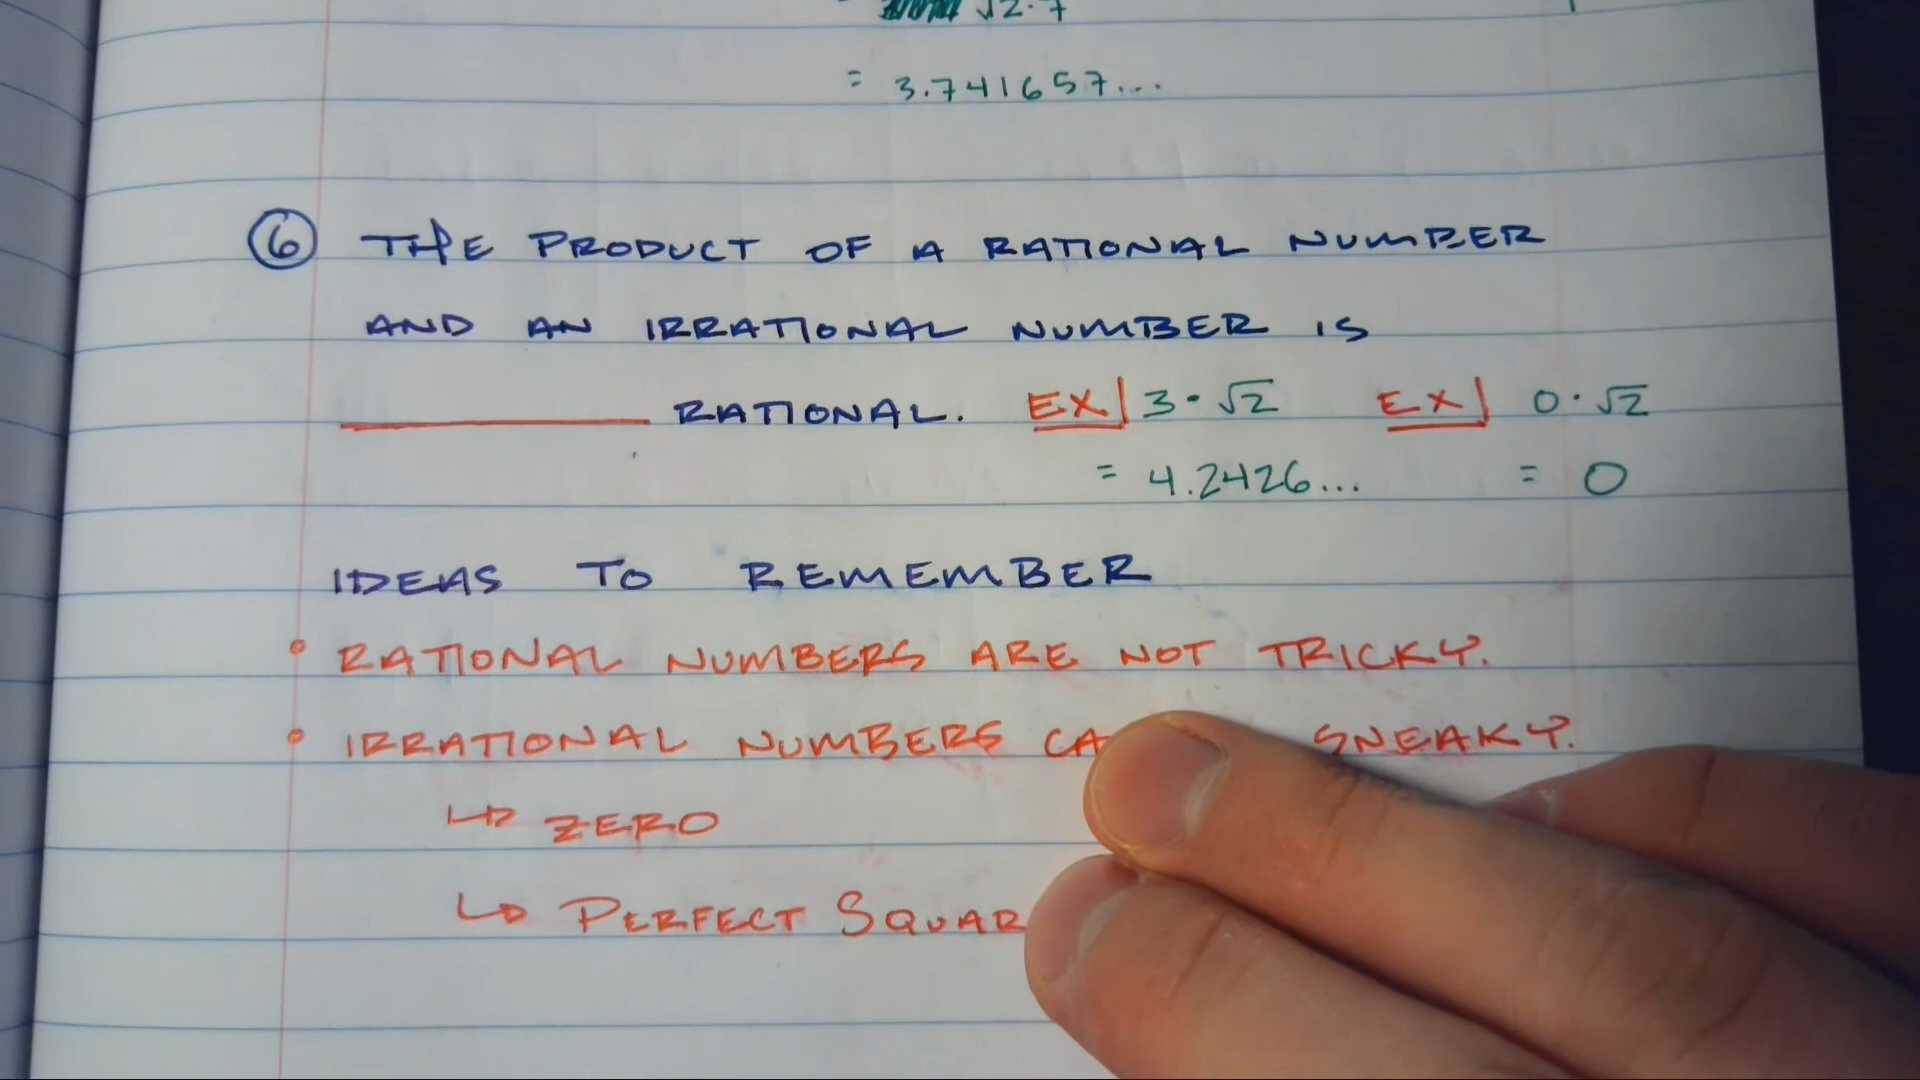 √2·7
= 3.741657...
6 THE PRODUCT OF A RATIONAL NUMBER
AND AN IRRATIONAL NUMBER IS
RATIONAL. EX| 3·√2 EX| 0·√2
= 4.2426... = 0
IDEAS TO REMEMBER
• RATIONAL NUMBERS ARE NOT TRICKY.
• IRRATIONAL NUMBERS CA SNEAKY.
↳ ZERO
↳ PERFECT SQUAR